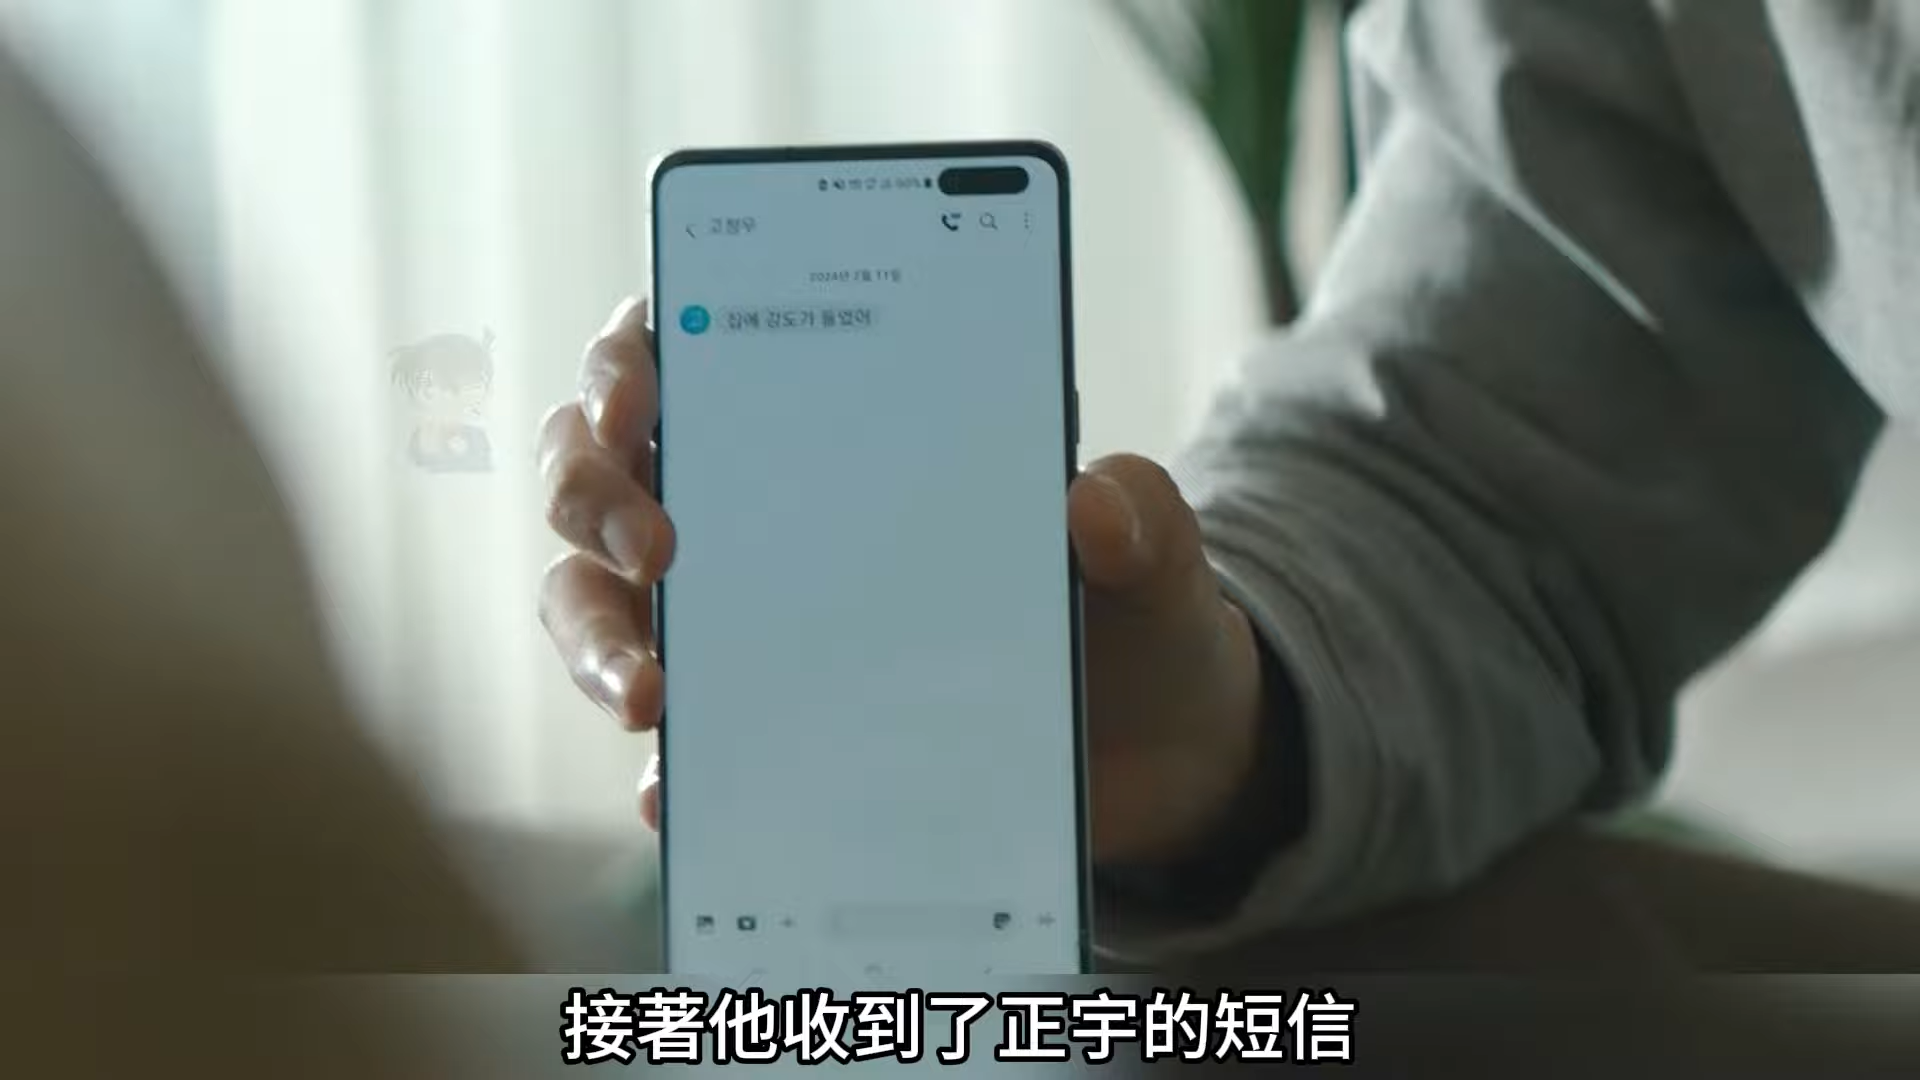 고정우
2024년 7월 11일
고
집에 강도가 들었어
接著他收到了正宇的短信